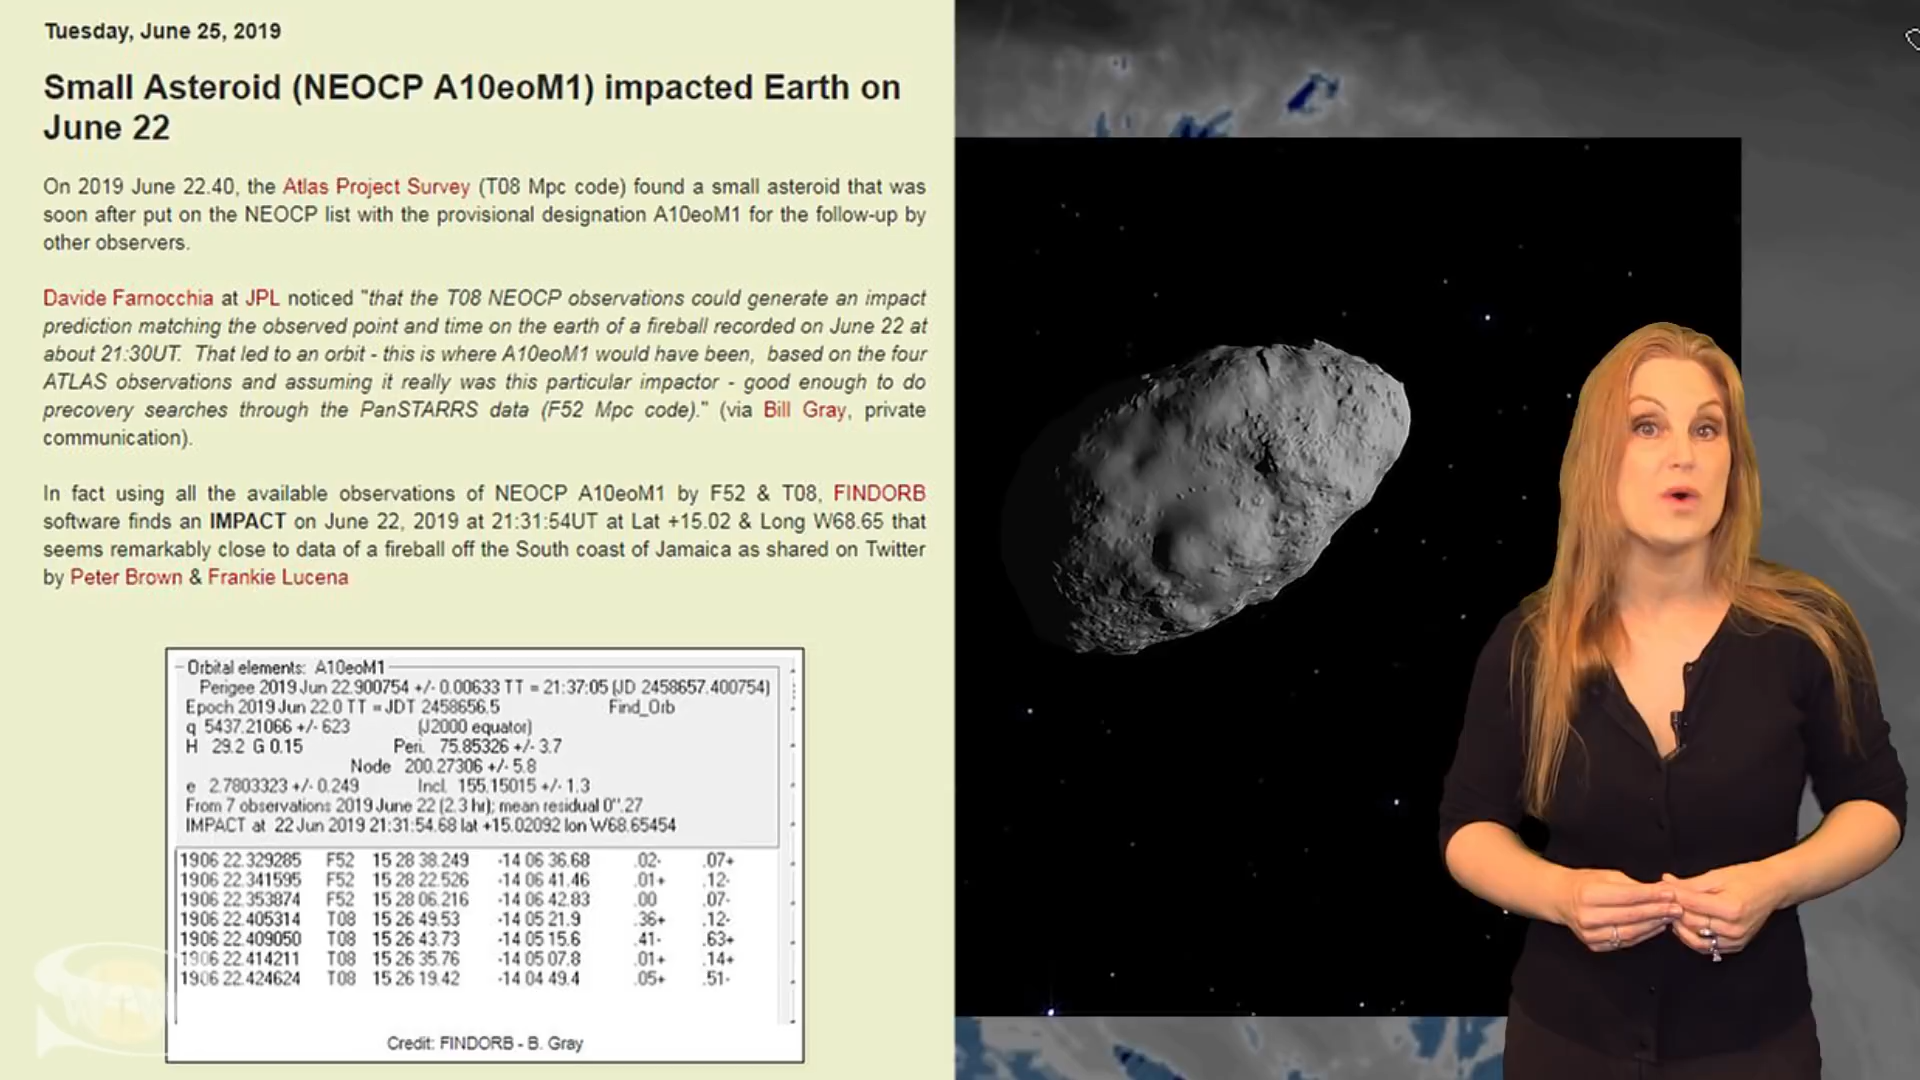 Tuesday, June 25, 2019
Small Asteroid (NEOCP A10eoM1) impacted Earth on
June 22
On 2019 June 22.40, the Atlas Project Survey (T08 Mpc code) found a small asteroid that was
soon after put on the NEOCP list with the provisional designation A10eoM1 for the follow-up by
other observers.
Davide Farnocchia at JPL noticed "that the T08 NEOCP observations could generate an impact
prediction matching the observed point and time on the earth of a fireball recorded on June 22 at
about 21:30UT. That led to an orbit - this is where A10eoM1 would have been, based on the four
ATLAS observations and assuming it really was this particular impactor - good enough to do
precovery searches through the PanSTARRS data (F52 Mpc code)." (via Bill Gray, private
communication).
In fact using all the available observations of NEOCP A10eoM1 by F52 & T08, FINDORB
software finds an IMPACT on June 22, 2019 at 21:31:54UT at Lat +15.02 & Long W68.65 that
seems remarkably close to data of a fireball off the South coast of Jamaica as shared on Twitter
by Peter Brown & Frankie Lucena
Orbital elements: A10eoM1
Perigee 2019 Jun 22.900754 +/- 0.00633 TT = 21:37:05 (JD 2458657.400754)
Epoch 2019 Jun 22.0 TT = JDT 2458656.5 Find_Orb
q 5437.21066 +/- 623 (J2000 equator)
H 29.2 G 0.15 Peri. 75.85326 +/- 3.7
Node 200.27306 +/- 5.8
e 2.7803323 +/- 0.249 Incl. 155.15015 +/- 1.3
From 7 observations 2019 June 22 (2.3 hr); mean residual 0".27
IMPACT at 22 Jun 2019 21:31:54.68 lat +15.02092 lon W68.65454
1906 22.329285 F52 15 28 38.249 -14 06 36.68 .02- .07+
1906 22.341595 F52 15 28 22.526 -14 06 41.46 .01+ .12-
1906 22.353874 F52 15 28 06.216 -14 06 42.83 .00 .07-
1906 22.405314 T08 15 26 49.53 -14 05 21.9 .36+ .12-
1906 22.409050 T08 15 26 43.73 -14 05 15.6 .41- .63+
1906 22.414211 T08 15 26 35.76 -14 05 07.8 .01+ .14+
1906 22.424624 T08 15 26 19.42 -14 04 49.4 .05+ .51-
Credit: FINDORB - B. Gray